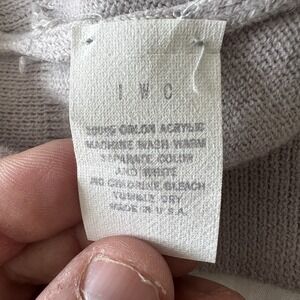 I W C
100% ORLON ACRYLIC
MACHINE WASH WARM
SEPARATE COLOR
AND WHITE
NO CHLORINE BLEACH
TUMBLE DRY
MADE IN U.S.A.